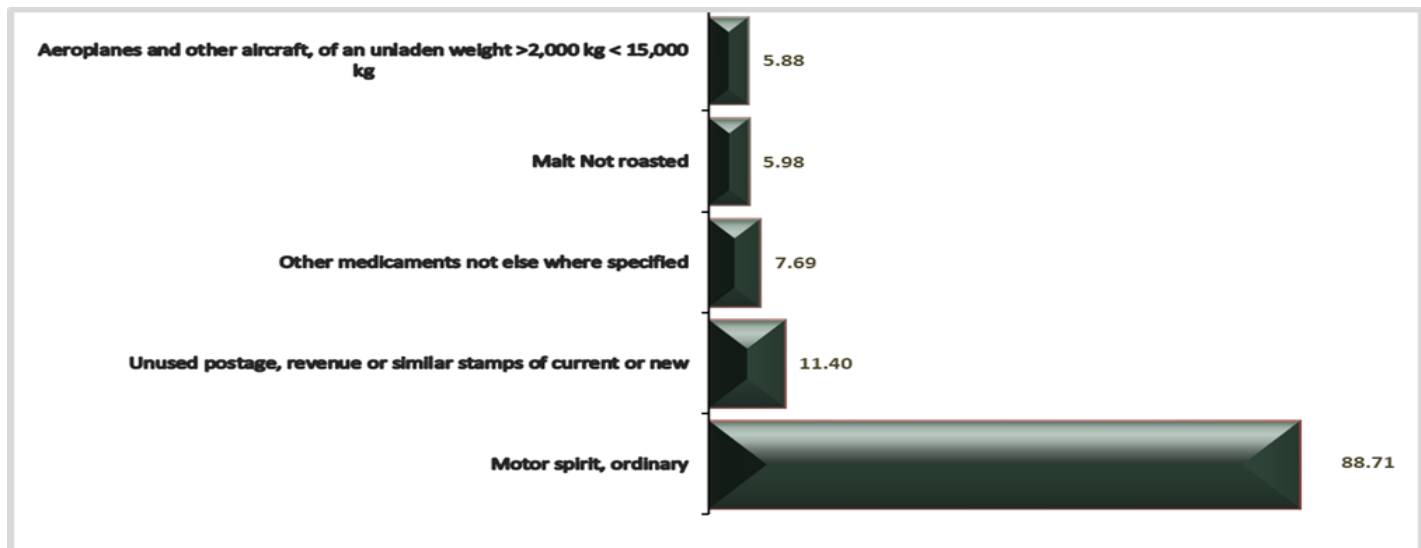 Aeroplanes and other aircraft, of an unladen weight >2,000 kg < 15,000
kg
5.88
Malt Not roasted
5.98
Other medicaments not else where specified
7.69
Unused postage, revenue or similar stamps of current or new
11.40
Motor spirit, ordinary
88.71